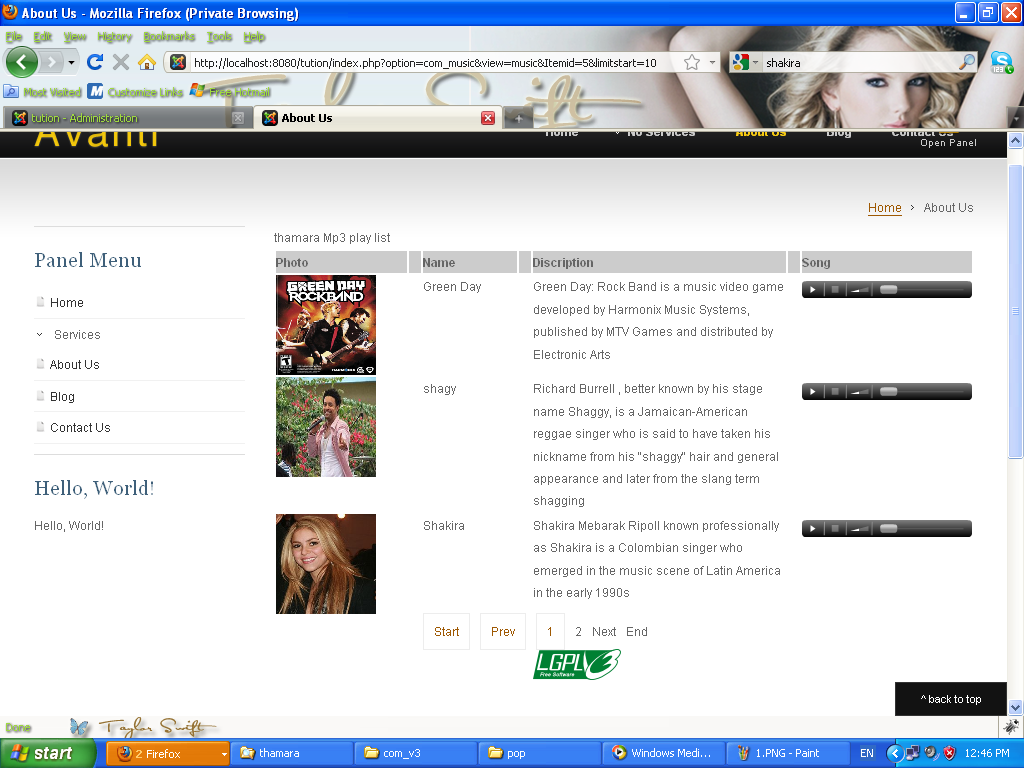 About Us - Mozilla Firefox (Private Browsing)
File Edit View History Bookmarks Tools Help
http://localhost:8080/tution/index.php?option=com_music&view=music&Itemid=5&limitstart=10
shakira
Most Visited Customize Links Free Hotmail
Taylor Swift
tution - Administration
About Us
Avanti
Home No Services About Us Blog Contact Us
Open Panel
Home > About Us
Panel Menu
Home
Services
About Us
Blog
Contact Us
Hello, World!
Hello, World!
thamara Mp3 play list
Photo Name Discription Song
GREEN DAY
ROCKBAND
Green Day
Green Day: Rock Band is a music video game
developed by Harmonix Music Systems,
published by MTV Games and distributed by
Electronic Arts
shagy
Richard Burrell , better known by his stage
name Shaggy, is a Jamaican-American
reggae singer who is said to have taken his
nickname from his "shaggy" hair and general
appearance and later from the slang term
shagging
Shakira
Shakira Mebarak Ripoll known professionally
as Shakira is a Colombian singer who
emerged in the music scene of Latin America
in the early 1990s
Start Prev 1 2 Next End
LGPLv3
Free Software
^ back to top
Done
Taylor Swift
start
2 Firefox
thamara
com_v3
pop
Windows Medi...
1.PNG - Paint
EN
12:46 PM